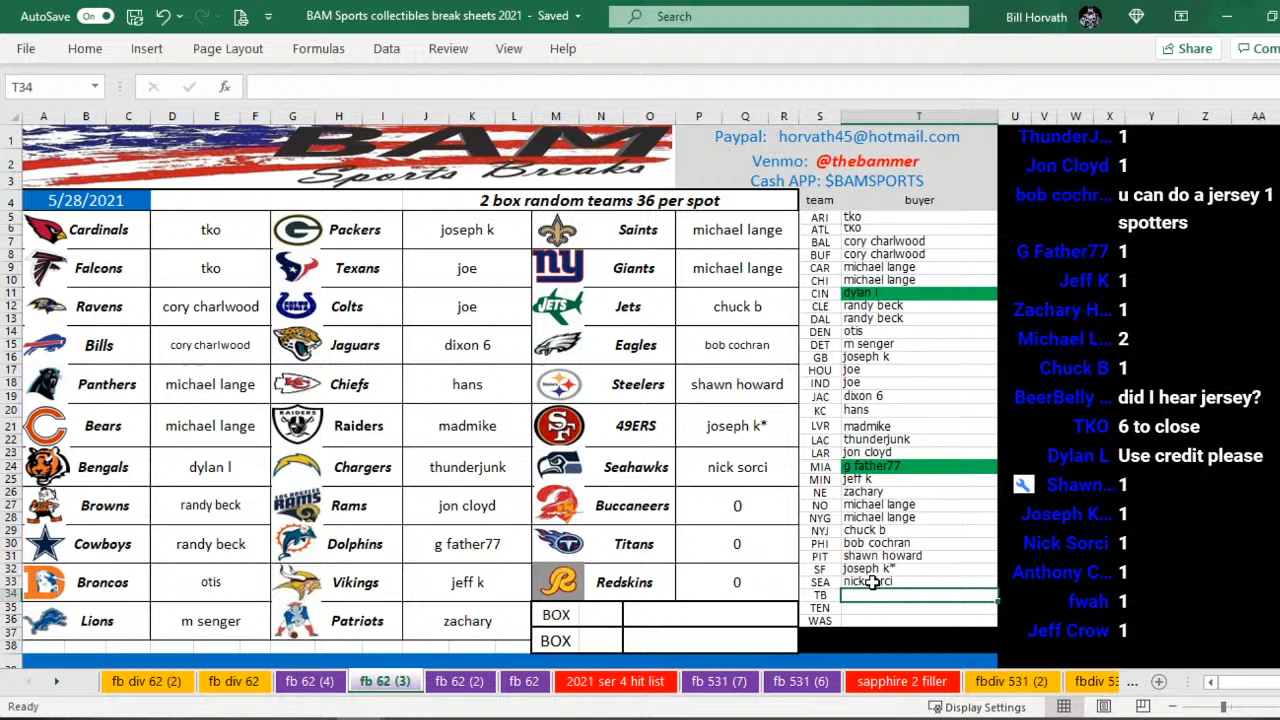 AutoSave On BAM Sports collectibles break sheets 2021 - Saved Search Bill Horvath
File Home Insert Page Layout Formulas Data Review View Help Share Com
T34 fx
A B C D E F G H I J K L M N O P Q R S T U V W X Y Z AA
BAM
Sports Breaks
Paypal: horvath45@hotmail.com
Venmo: @thebammer
Cash APP: $BAMSPORTS
5/28/2021 2 box random teams 36 per spot team buyer
Cardinals tko Packers joseph k Saints michael lange
Falcons tko Texans joe Giants michael lange
Ravens cory charlwood Colts joe Jets chuck b
Bills cory charlwood Jaguars dixon 6 Eagles bob cochran
Panthers michael lange Chiefs hans Steelers shawn howard
Bears michael lange Raiders madmike 49ERS joseph k*
Bengals dylan l Chargers thunderjunk Seahawks nick sorci
Browns randy beck Rams jon cloyd Buccaneers 0
Cowboys randy beck Dolphins g father77 Titans 0
Broncos otis Vikings jeff k Redskins 0
Lions m senger Patriots zachary BOX
BOX
ARI tko
ATL tko
BAL cory charlwood
BUF cory charlwood
CAR michael lange
CHI michael lange
CIN dylan l
CLE randy beck
DAL randy beck
DEN otis
DET m senger
GB joseph k
HOU joe
IND joe
JAC dixon 6
KC hans
LVR madmike
LAC thunderjunk
LAR jon cloyd
MIA g father77
MIN jeff k
NE zachary
NO michael lange
NYG michael lange
NYJ chuck b
PHI bob cochran
PIT shawn howard
SF joseph k*
SEA nick
TB
TEN
WAS
ThunderJ... 1
Jon Cloyd 1
bob cochr... u can do a jersey 1
spotters
G Father77 1
Jeff K 1
Zachary H... 1
Michael L... 2
Chuck B 1
BeerBelly ... did I hear jersey?
TKO 6 to close
Dylan L Use credit please
Shawn... 1
Joseph K... 1
Nick Sorci 1
Anthony C... 1
fwah 1
Jeff Crow 1
fb div 62 (2) fb div 62 fb 62 (4) fb 62 (3) fb 62 (2) fb 62 2021 ser 4 hit list fb 531 (7) fb 531 (6) sapphire 2 filler fbdiv 531 (2) fbdiv 53 ...
Ready Display Settings